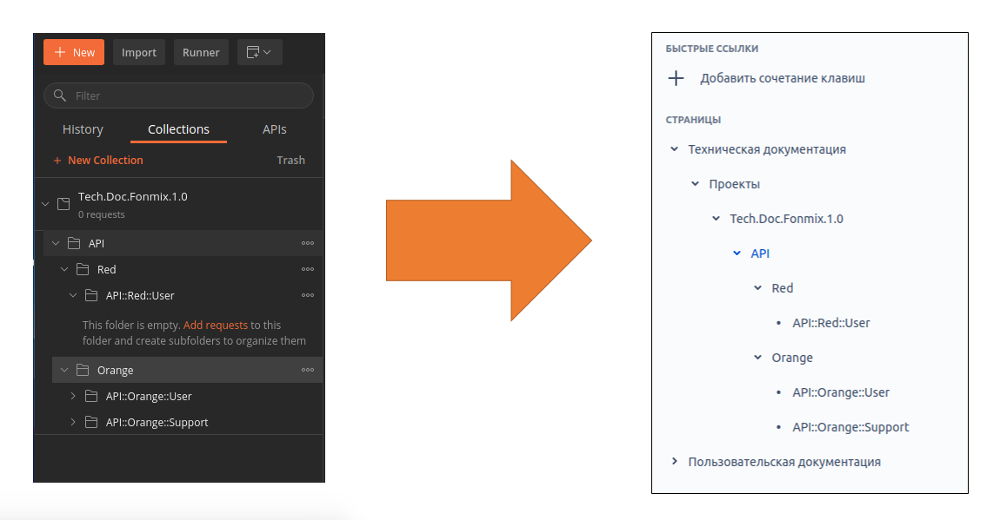 New Import Runner
Filter
History Collections APIs
+ New Collection Trash
Tech.Doc.Fonmix.1.0
0 requests
API
Red
API::Red::User
This folder is empty. Add requests to this
folder and create subfolders to organize them
Orange
API::Orange::User
API::Orange::Support
БЫСТРЫЕ ССЫЛКИ
Добавить сочетание клавиш
СТРАНИЦЫ
Техническая документация
Проекты
Tech.Doc.Fonmix.1.0
API
Red
• API::Red::User
Orange
• API::Orange::User
• API::Orange::Support
Пользовательская документация